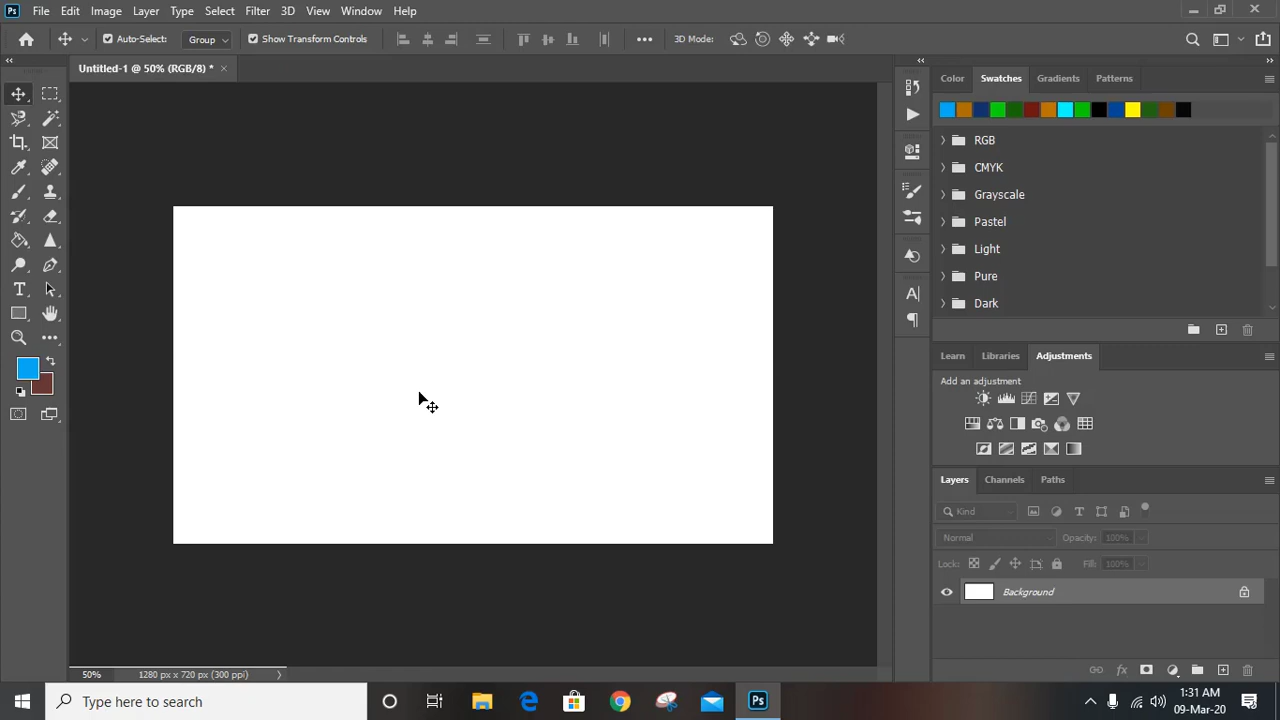 Ps File Edit Image Layer Type Select Filter 3D View Window Help
Auto-Select: Group Show Transform Controls 3D Mode:
Untitled-1 @ 50% (RGB/8) *
Color Swatches Gradients Patterns
RGB
CMYK
Grayscale
Pastel
Light
Pure
Dark
Learn Libraries Adjustments
Add an adjustment
Layers Channels Paths
Kind
Normal Opacity: 100%
Lock: Fill: 100%
Background
50% 1280 px x 720 px (300 ppi)
Type here to search
Ps
1:31 AM
09-Mar-20